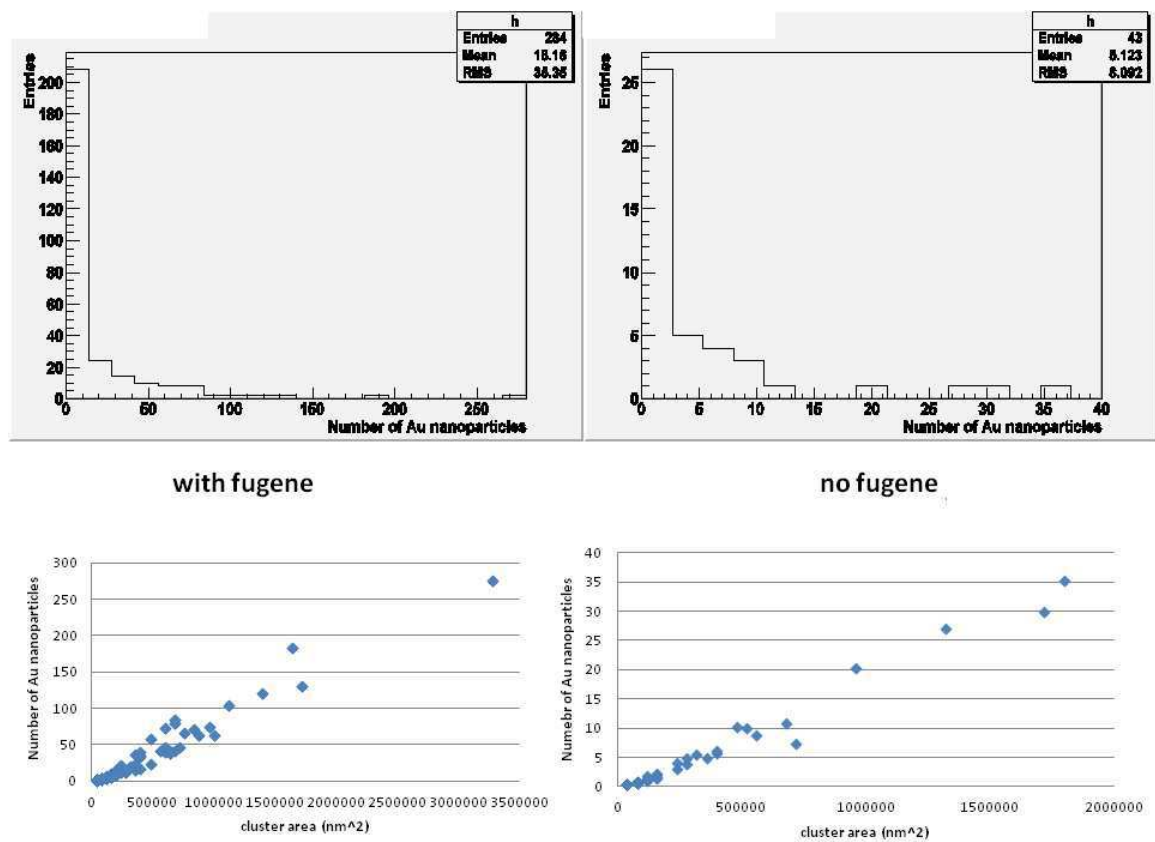 h
Entries 284
Mean
RMS
Entries
200
180
160
140
120
100
80
60
40
20
0
0 50 100 150 200 250
Number of Au nanoparticles
h
Entries 43
Mean 5.123
RMS 8.092
Entries
25
20
15
10
5
0
0 5 10 15 20 25 30 35 40
Number of Au nanoparticles
with fugene
no fugene
Number of Au nanoparticles
300
250
200
150
100
50
0
0 500000 1000000 1500000 2000000 2500000 3000000 3500000
cluster area (nm^2)
Numebr of Au nanoparticles
40
35
30
25
20
15
10
5
0
0 500000 1000000 1500000 2000000
cluster area (nm^2)